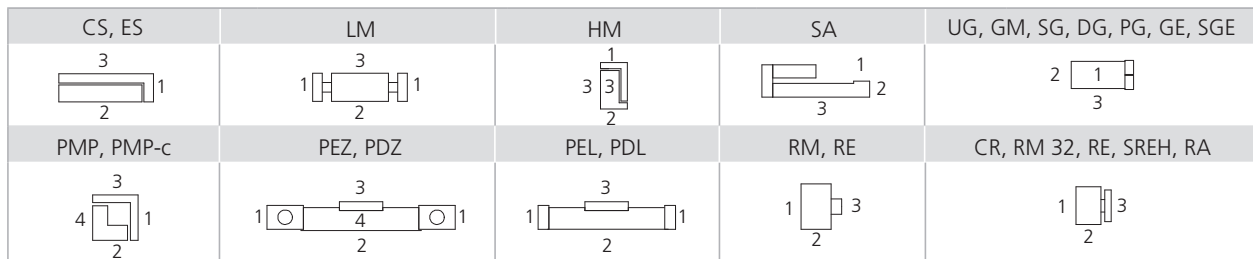 CS, ES LM HM SA UG, GM, SG, DG, PG, GE, SGE
3 1 2
1 3 1 2
1 3 3 2
1 2 3
2 1 3
PMP, PMP-c PEZ, PDZ PEL, PDL RM, RE CR, RM 32, RE, SREH, RA
3 4 1 2
3 1 4 1 2
3 1 1 2
1 3 2
1 3 2